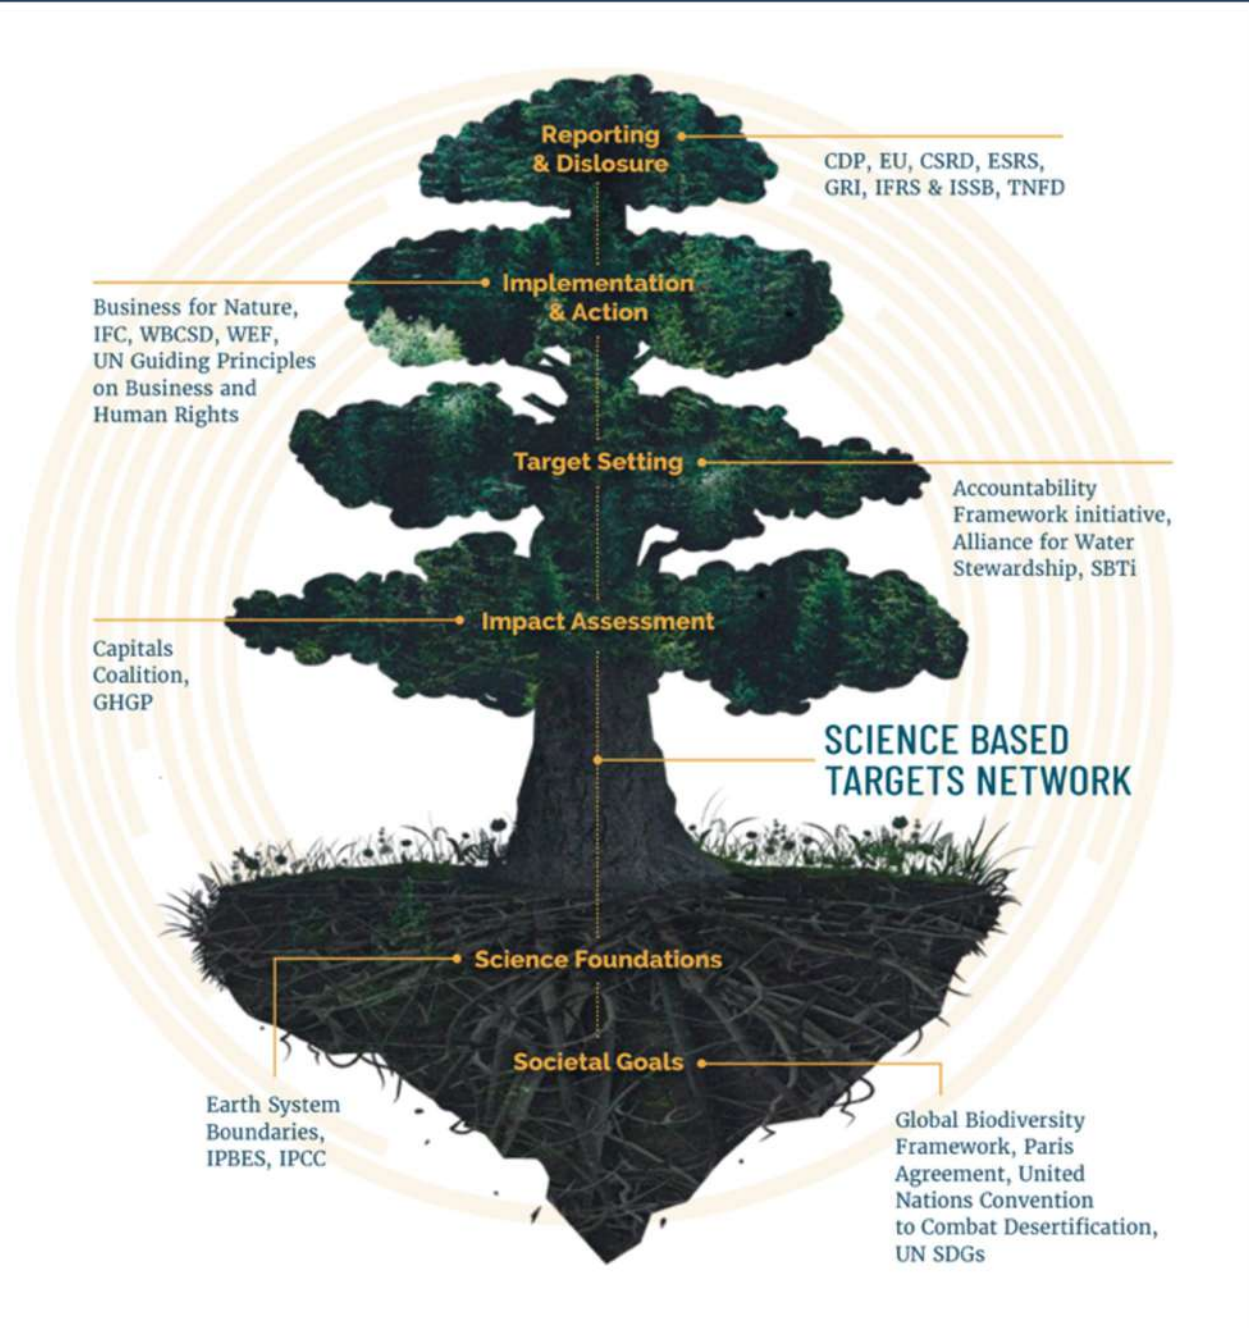 Reporting
& Dislosure
CDP, EU, CSRD, ESRS,
GRI, IFRS & ISSB, TNFD
Implementation
& Action
Business for Nature,
IFC, WBCSD, WEF,
UN Guiding Principles
on Business and
Human Rights
Target Setting
Accountability
Framework initiative,
Alliance for Water
Stewardship, SBTi
Impact Assessment
Capitals
Coalition,
GHGP
SCIENCE BASED
TARGETS NETWORK
Science Foundations
Earth System
Boundaries,
IPBES, IPCC
Societal Goals
Global Biodiversity
Framework, Paris
Agreement, United
Nations Convention
to Combat Desertification,
UN SDGs